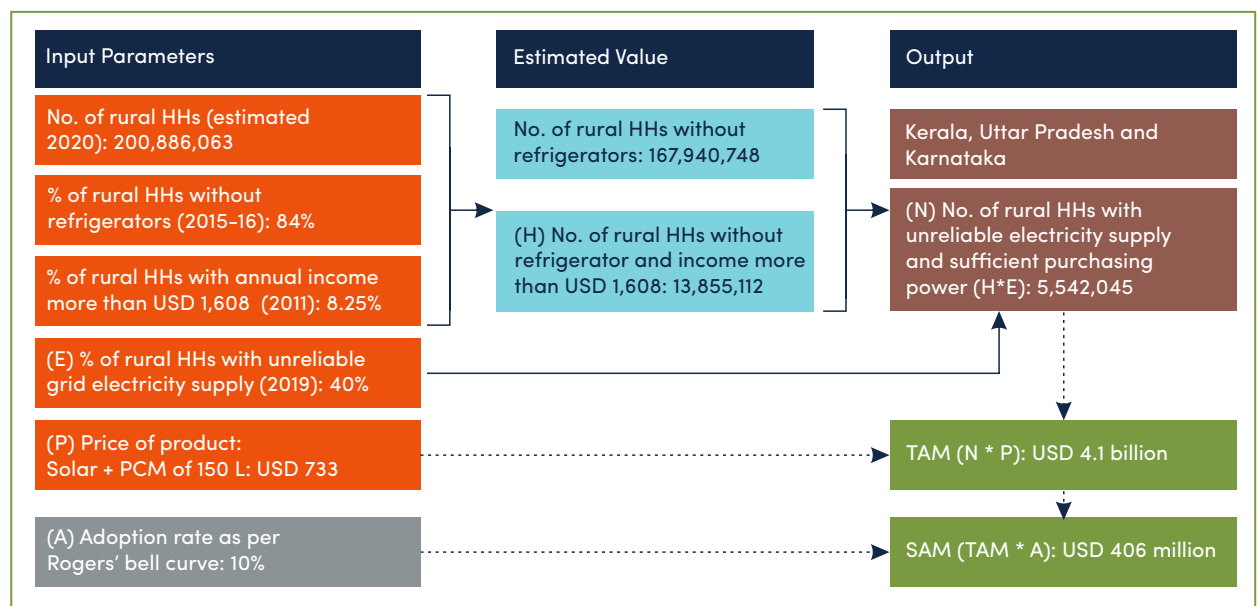 Input Parameters
No. of rural HHs (estimated
2020): 200,886,063
% of rural HHs without
refrigerators (2015-16): 84%
% of rural HHs with annual income
more than USD 1,608 (2011): 8.25%
(E) % of rural HHs with unreliable
grid electricity supply (2019): 40%
(P) Price of product:
Solar + PCM of 150 L: USD 733
(A) Adoption rate as per
Rogers’ bell curve: 10%
Estimated Value
No. of rural HHs without
refrigerators: 167,940,748
(H) No. of rural HHs without
refrigerator and income more
than USD 1,608: 13,855,112
Output
Kerala, Uttar Pradesh and
Karnataka
(N) No. of rural HHs with
unreliable electricity supply
and sufficient purchasing
power (H*E): 5,542,045
TAM (N * P): USD 4.1 billion
SAM (TAM * A): USD 406 million